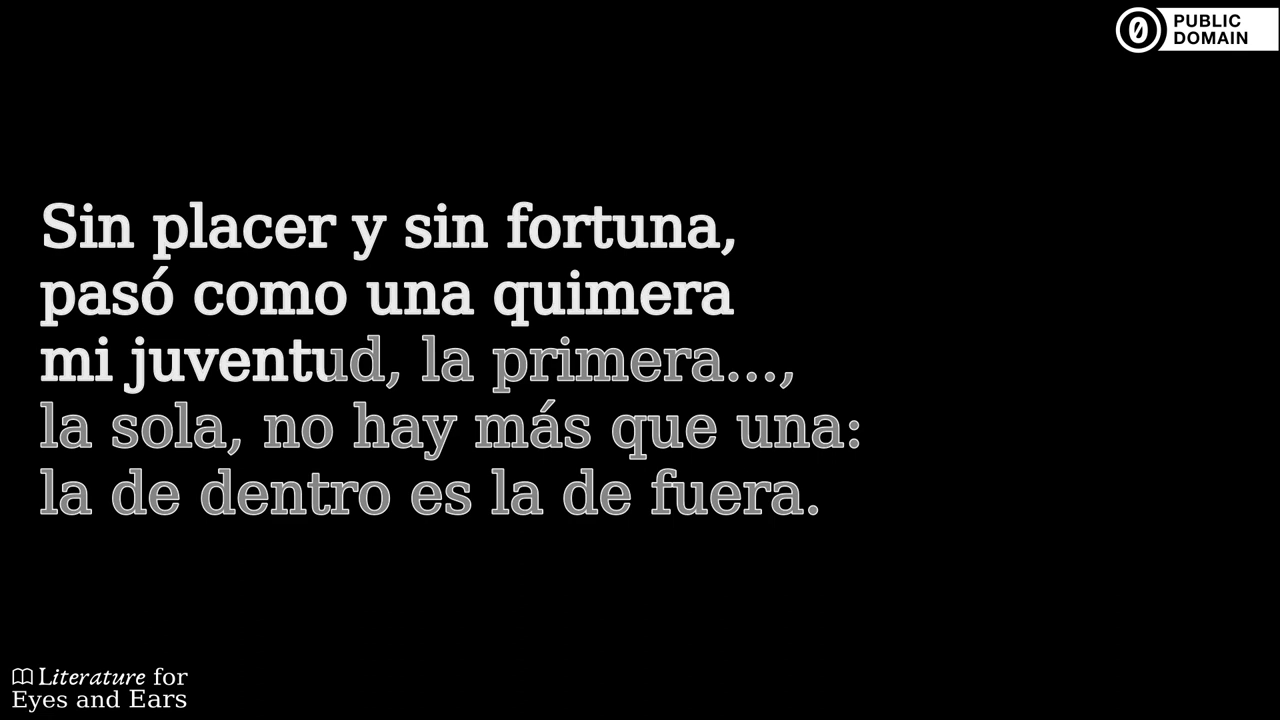 PUBLIC
DOMAIN
Sin placer y sin fortuna,
pasó como una quimera
mi juventud, la primera...,
la sola, no hay más que una:
la de dentro es la de fuera.
Literature for
Eyes and Ears